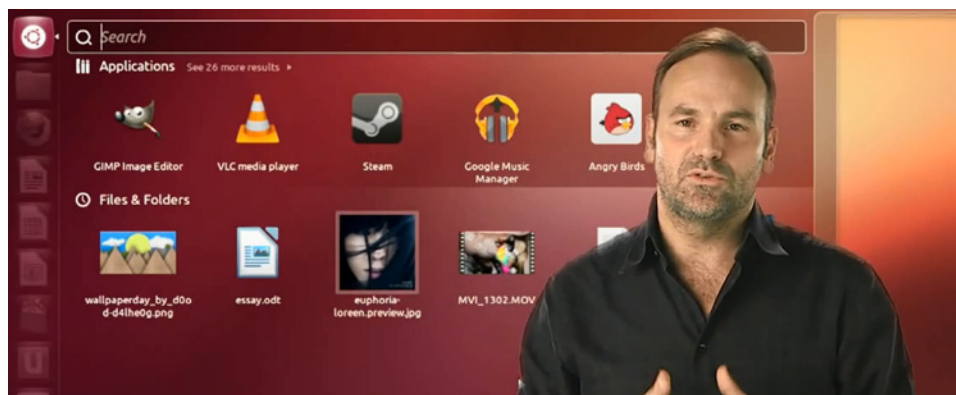 Search
Applications See 26 more results
GIMP Image Editor
VLC media player
Steam
Google Music
Manager
Angry Birds
Files & Folders
wallpaperday_by_d0o
d-d4lhe0g.png
essay.odt
euphoria-
loreen.preview.jpg
MVI_1302.MOV